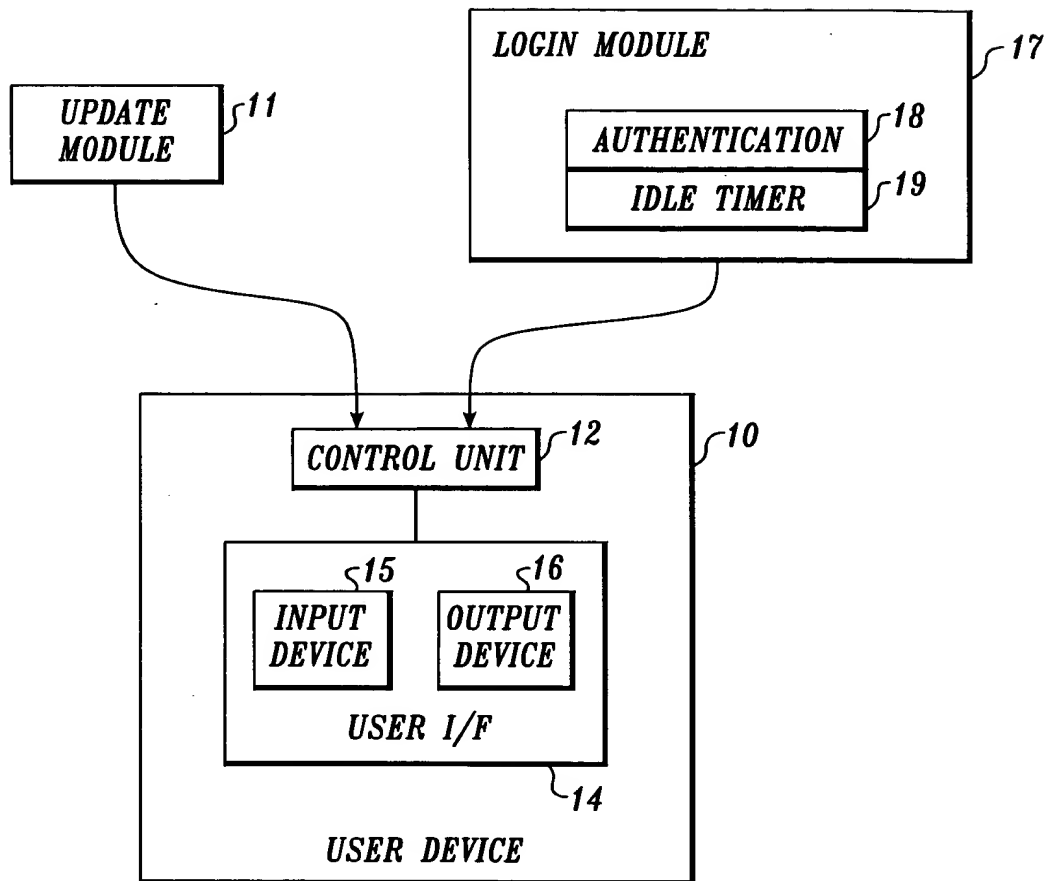 LOGIN MODULE
17
UPDATE
MODULE
11
AUTHENTICATION
18
IDLE TIMER
19
CONTROL UNIT
12
10
15
16
INPUT
DEVICE
OUTPUT
DEVICE
USER I/F
14
USER DEVICE